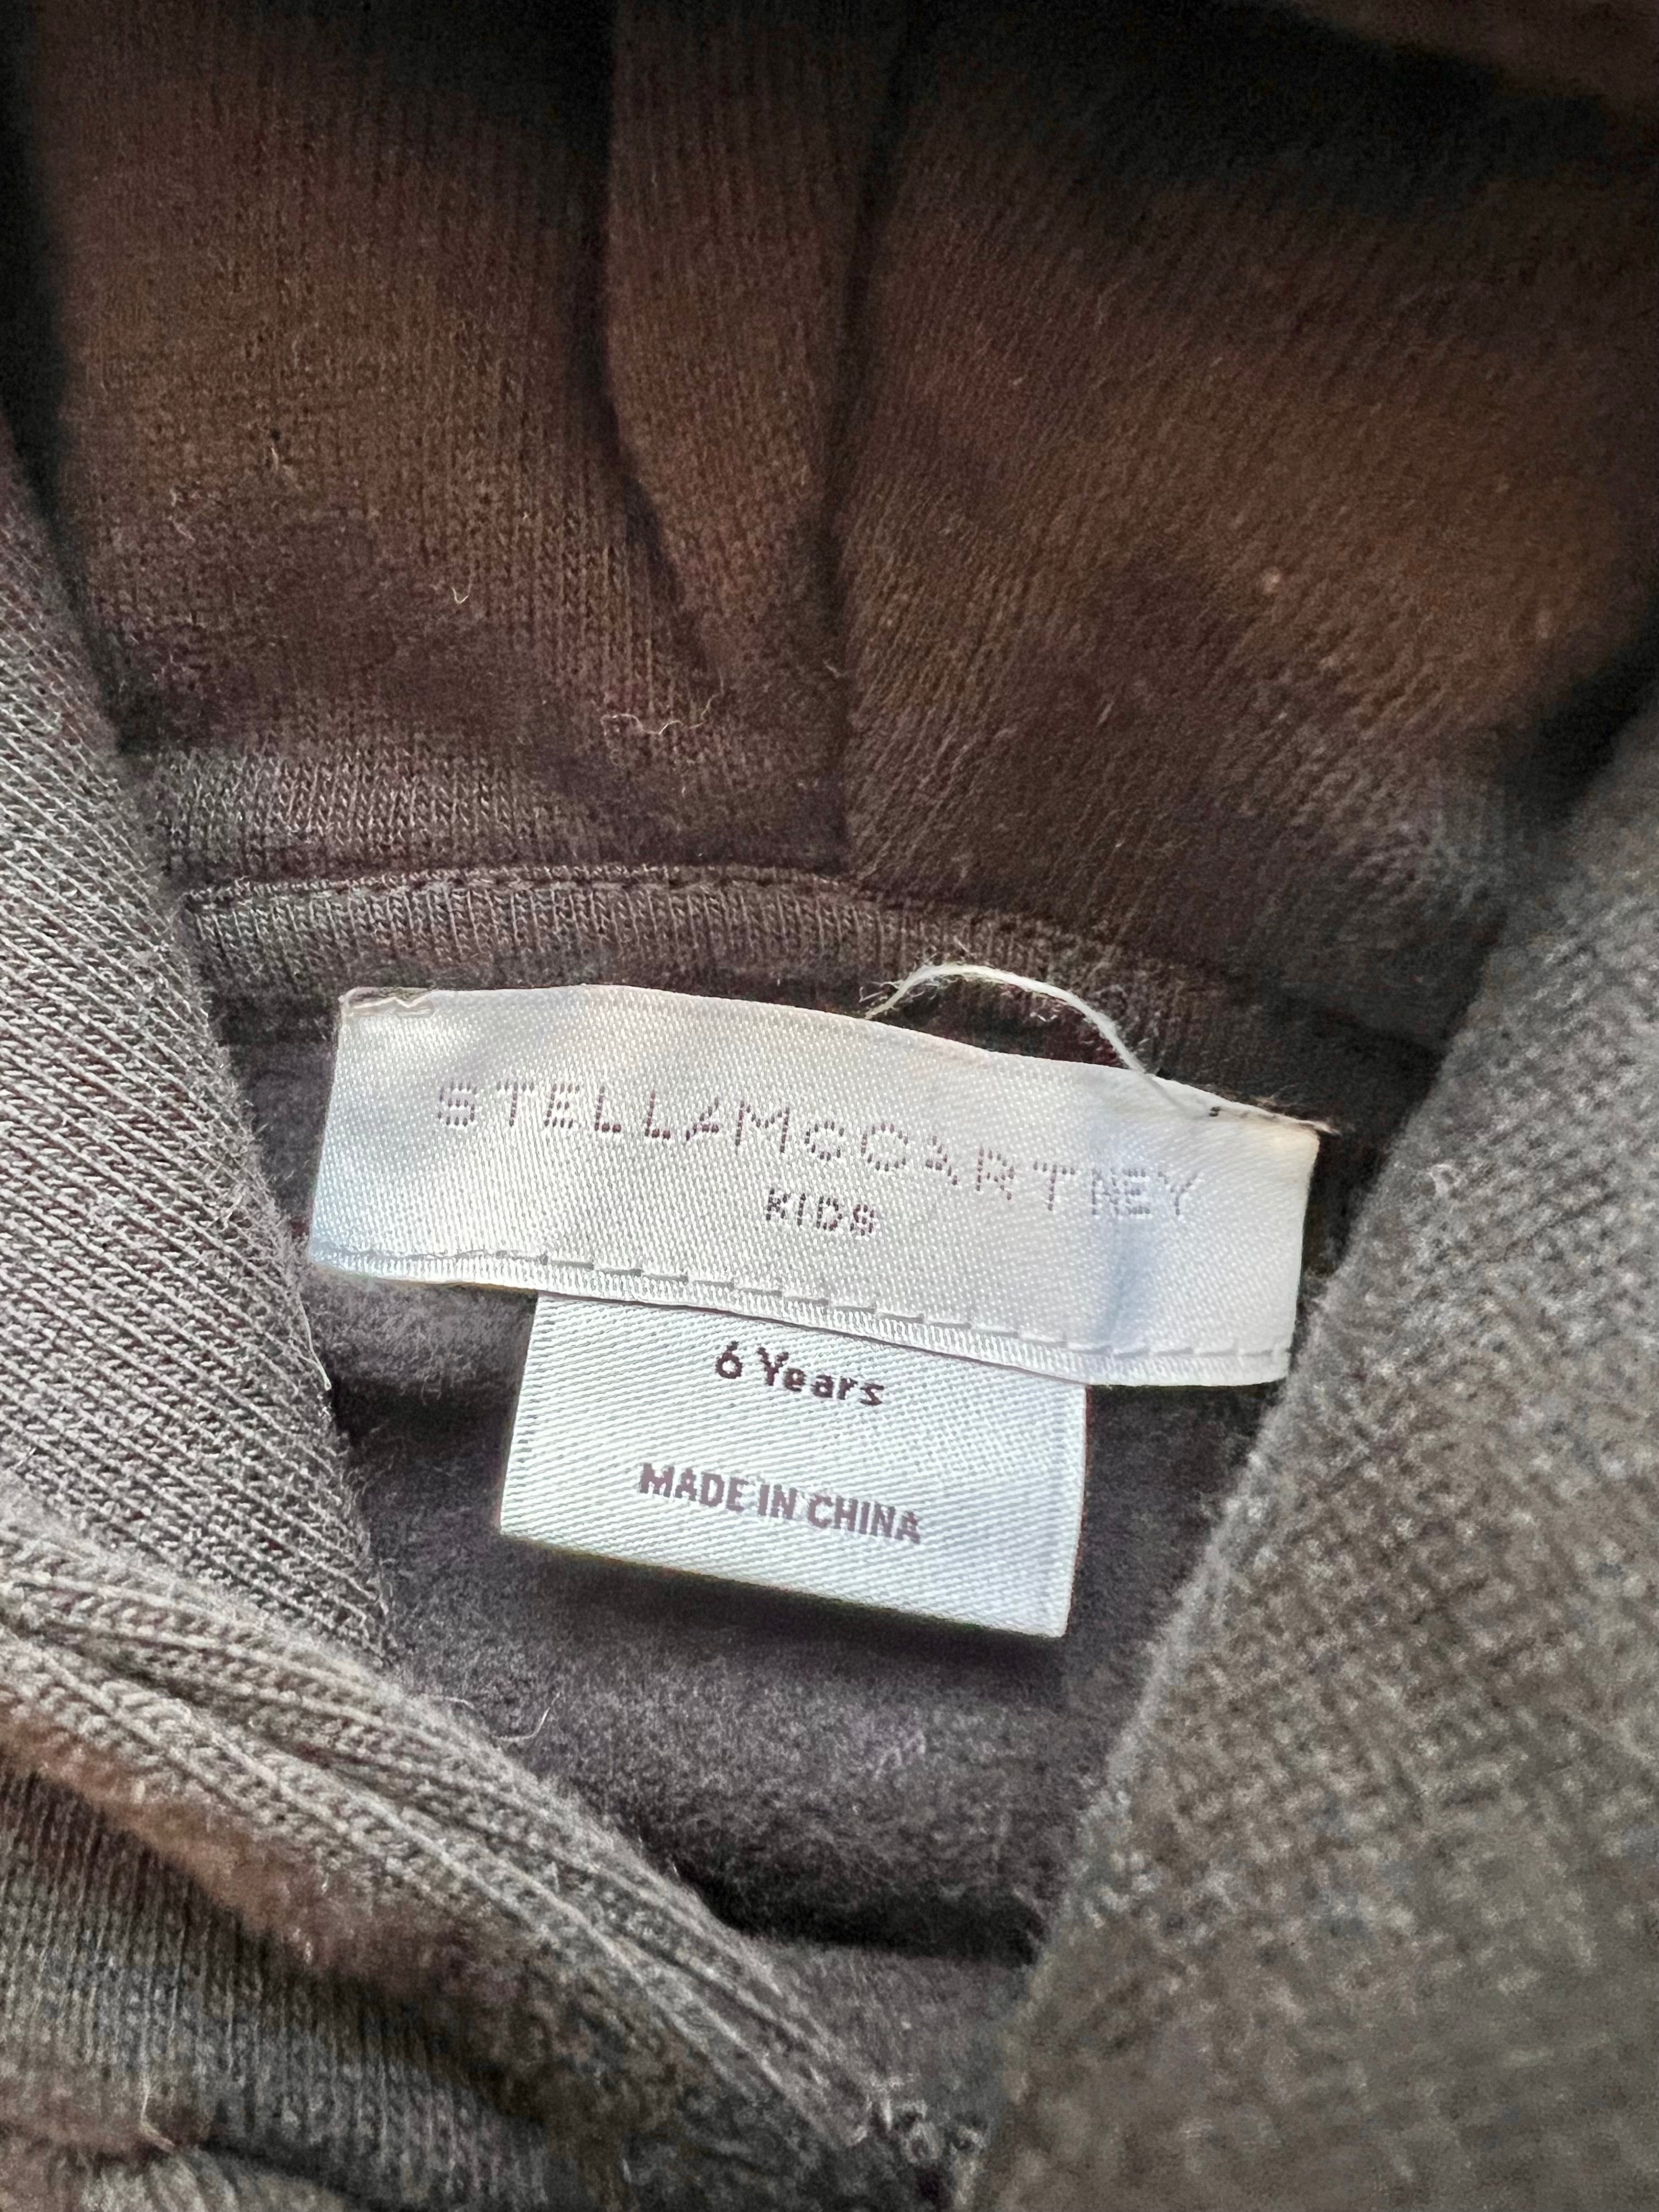 STELLAMcCARTNEY
KIDS
6 Years
MADE IN CHINA